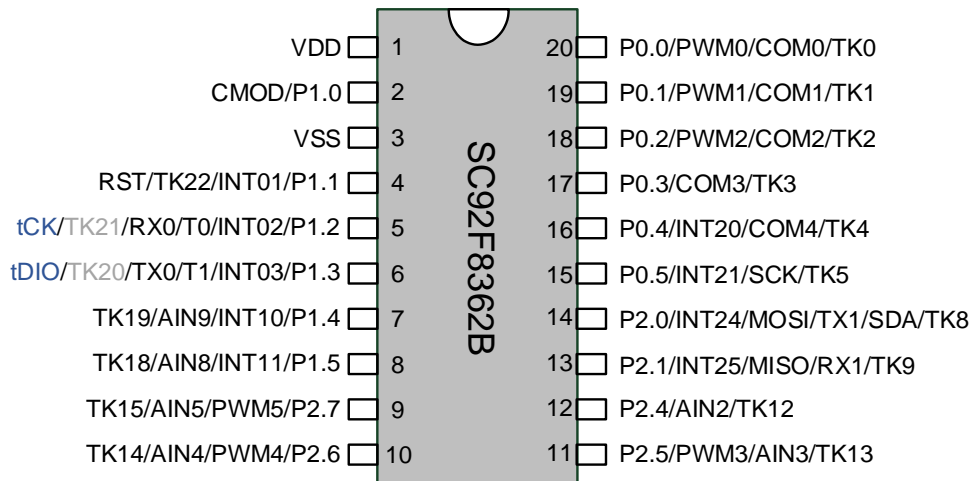 VDD 1
CMOD/P1.0 2
VSS 3
RST/TK22/INT01/P1.1 4
tCK/TK21/RX0/T0/INT02/P1.2 5
tDIO/TK20/TX0/T1/INT03/P1.3 6
TK19/AIN9/INT10/P1.4 7
TK18/AIN8/INT11/P1.5 8
TK15/AIN5/PWM5/P2.7 9
TK14/AIN4/PWM4/P2.6 10
SC92F8362B
20 P0.0/PWM0/COM0/TK0
19 P0.1/PWM1/COM1/TK1
18 P0.2/PWM2/COM2/TK2
17 P0.3/COM3/TK3
16 P0.4/INT20/COM4/TK4
15 P0.5/INT21/SCK/TK5
14 P2.0/INT24/MOSI/TX1/SDA/TK8
13 P2.1/INT25/MISO/RX1/TK9
12 P2.4/AIN2/TK12
11 P2.5/PWM3/AIN3/TK13